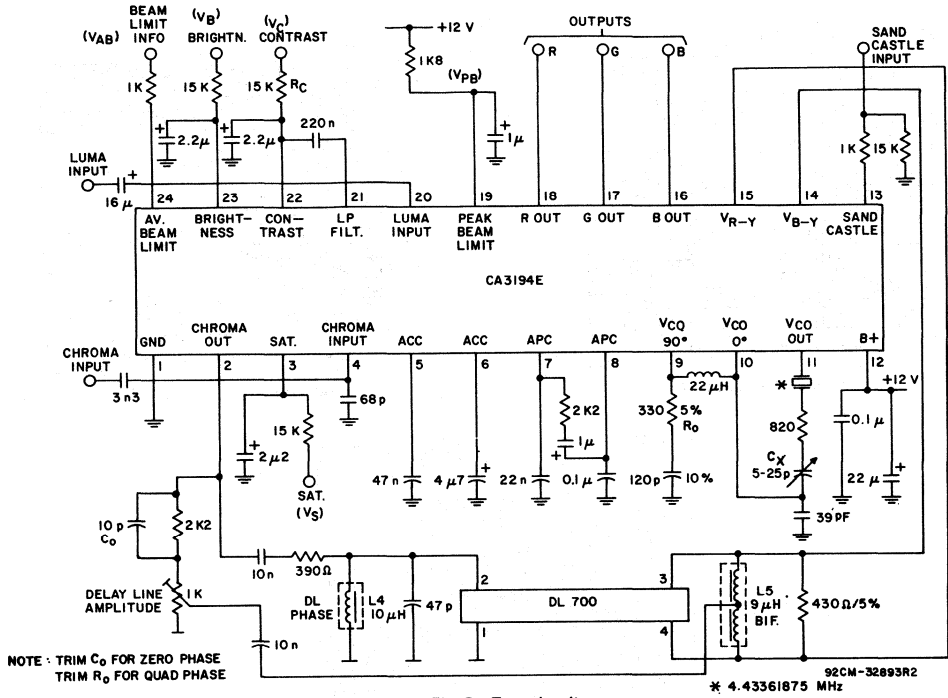 BEAM
LIMIT
INFO
(VAB)
(VB)
BRIGHTN.
(VC)
CONTRAST
+12 V
OUTPUTS
R
G
B
SAND
CASTLE
INPUT
1K
15 K
15 K
RC
1K8
(VPB)
+
2.2µ
+
2.2µ
220n
+
1µ
1K
15 K
LUMA
INPUT
+
16 µ
24
23
22
21
20
19
18
17
16
15
14
13
AV.
BEAM
LIMIT
BRIGHT-
NESS
CON-
TRAST
LP
FILT.
LUMA
INPUT
PEAK
BEAM
LIMIT
R OUT
G OUT
B OUT
VR-Y
VB-Y
SAND
CASTLE
CA3194E
GND
CHROMA
OUT
SAT.
CHROMA
INPUT
ACC
ACC
APC
APC
VCO
90°
VCO
0°
VCO
OUT
B+
1
2
3
4
5
6
7
8
9
10
11
12
CHROMA
INPUT
3n3
68p
+
2µ2
15 K
SAT.
(VS)
47n
4µ7
+
22n
2K2
1µ
+
0.1µ
22µH
330
5%
RO
120p
10%
*
820
CX
5-25p
39pF
+12 V
0.1µ
22µ
+
10p
CO
2K2
DELAY LINE
AMPLITUDE
1K
10n
390Ω
DL
PHASE
L4
10µH
47p
2
1
DL 700
3
4
L5
9µH
BIF.
430Ω/5%
10n
NOTE : TRIM CO FOR ZERO PHASE
TRIM RO FOR QUAD PHASE
92CM-32893R2
* 4.43361875 MHz